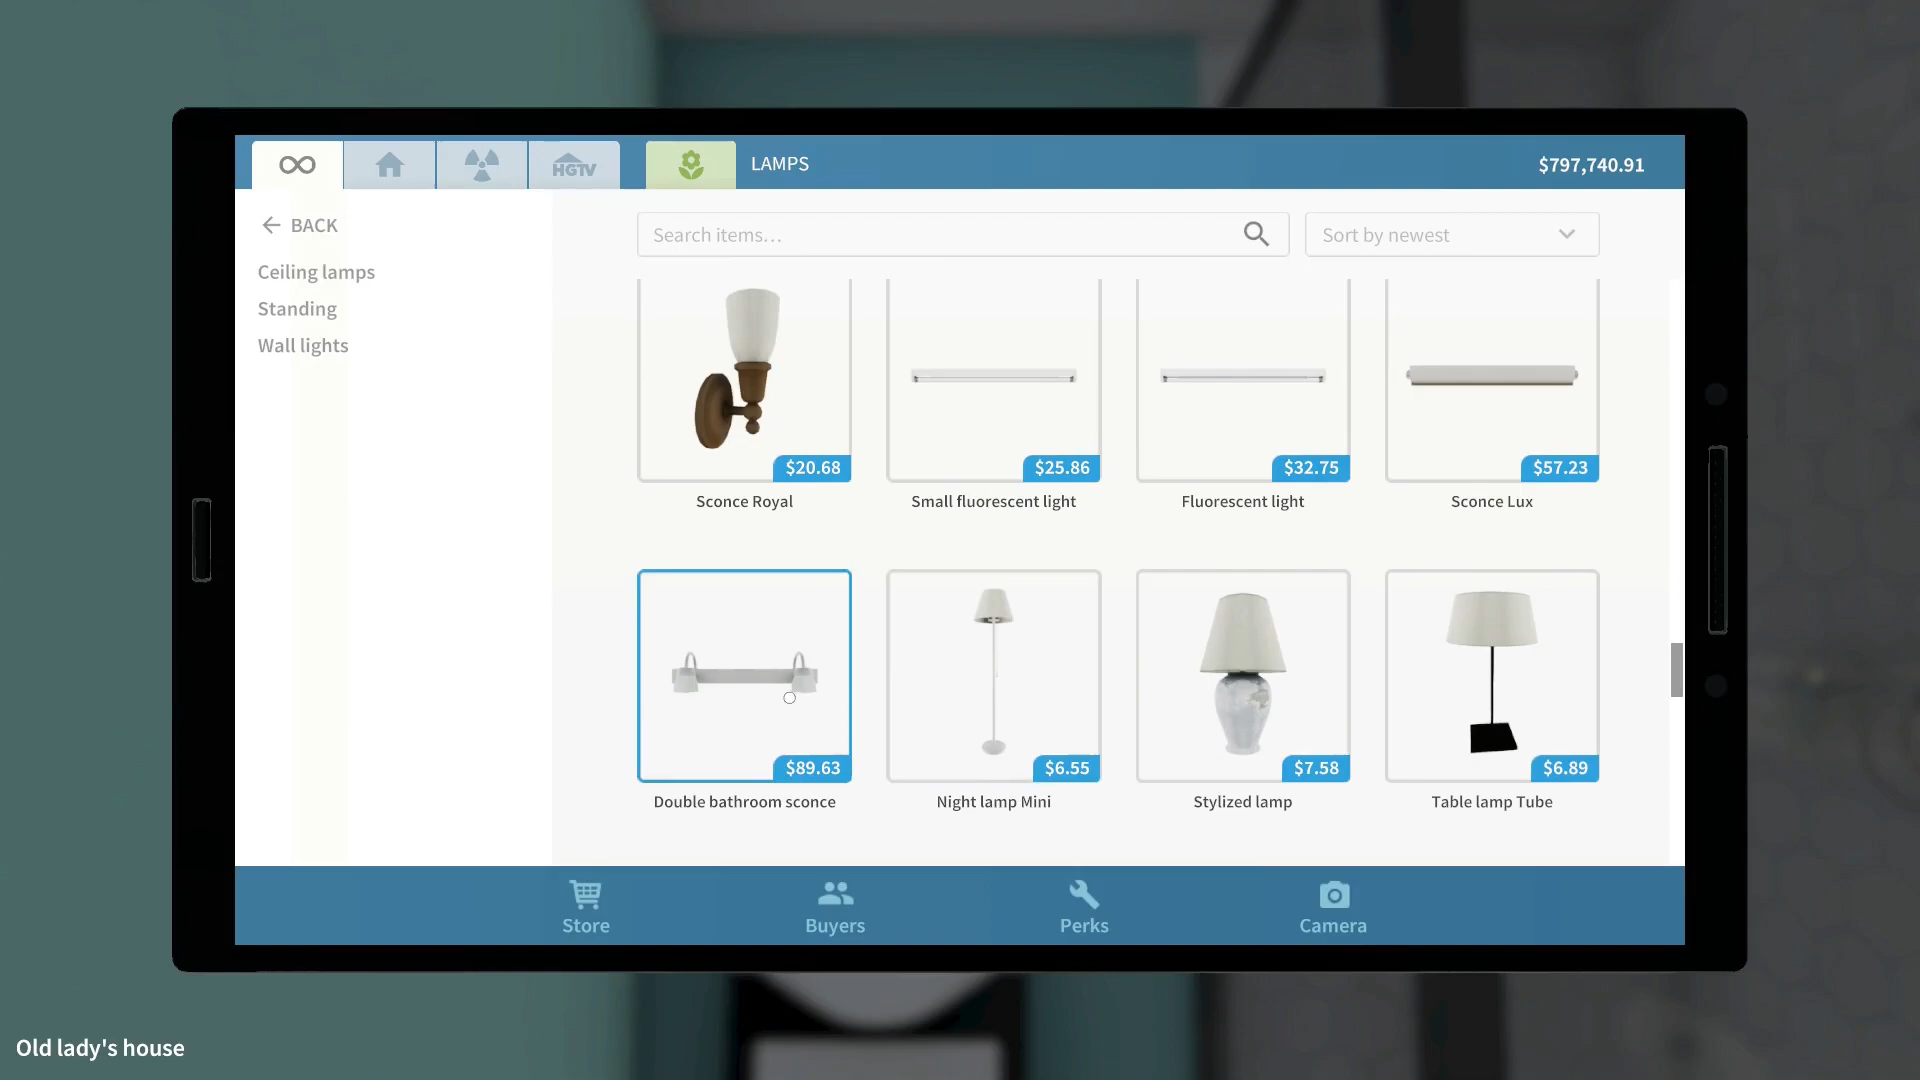 HGTV
LAMPS
$797,740.91
BACK
Ceiling lamps
Standing
Wall lights
Search items...
Sort by newest
$20.68
$25.86
$32.75
$57.23
Sconce Royal
Small fluorescent light
Fluorescent light
Sconce Lux
$89.63
$6.55
$7.58
$6.89
Double bathroom sconce
Night lamp Mini
Stylized lamp
Table lamp Tube
Store
Buyers
Perks
Camera
Old lady's house